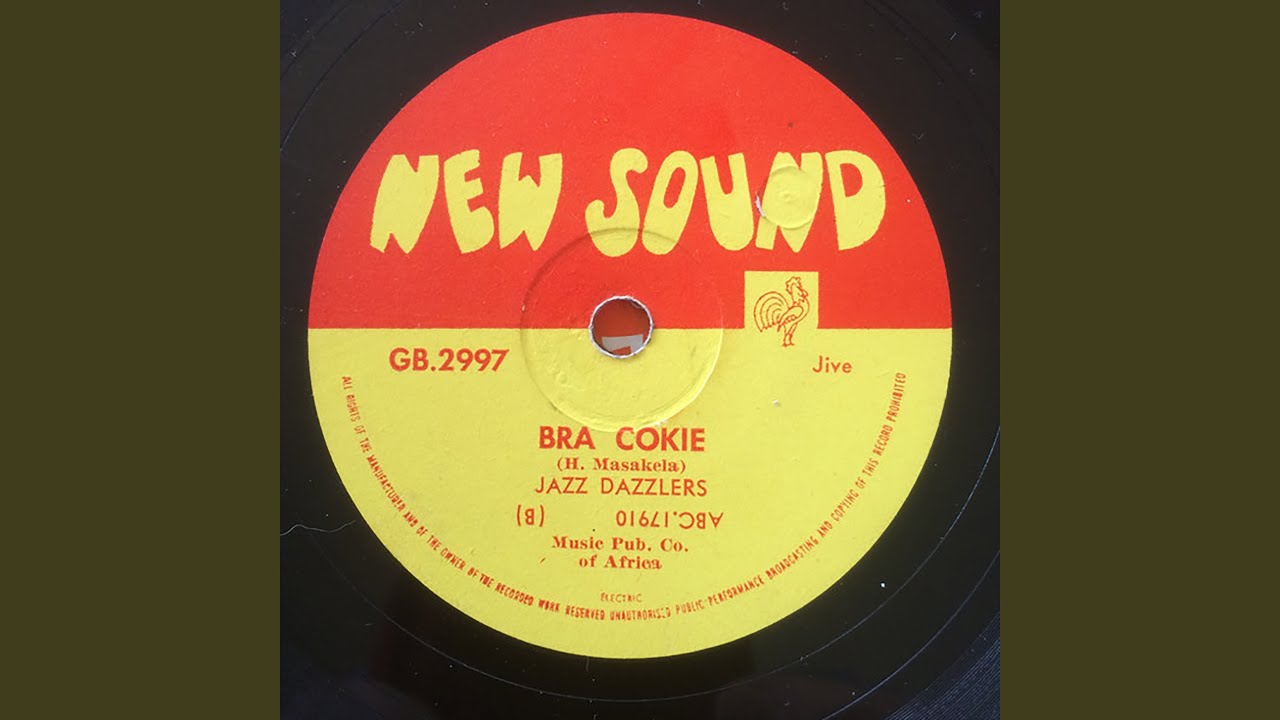 NEW SOUND
GB.2997
Jive
BRA COKIE
(H. Masakela)
JAZZ DAZZLERS
ABC.17910 (B)
Music Pub. Co.
of Africa
ELECTRIC
ALL RIGHTS OF THE MANUFACTURER AND OF THE OWNER OF THE RECORDED WORK RESERVED UNAUTHORISED PUBLIC PERFORMANCE BROADCASTING AND COPYING OF THIS RECORD PROHIBITED